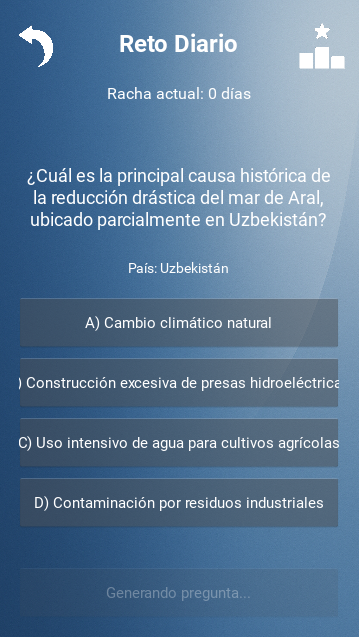 Reto Diario
Racha actual: 0 días
¿Cuál es la principal causa histórica de
la reducción drástica del mar de Aral,
ubicado parcialmente en Uzbekistán?
País: Uzbekistán
A) Cambio climático natural
) Construcción excesiva de presas hidroeléctrica
C) Uso intensivo de agua para cultivos agrícolas
D) Contaminación por residuos industriales
Generando pregunta...